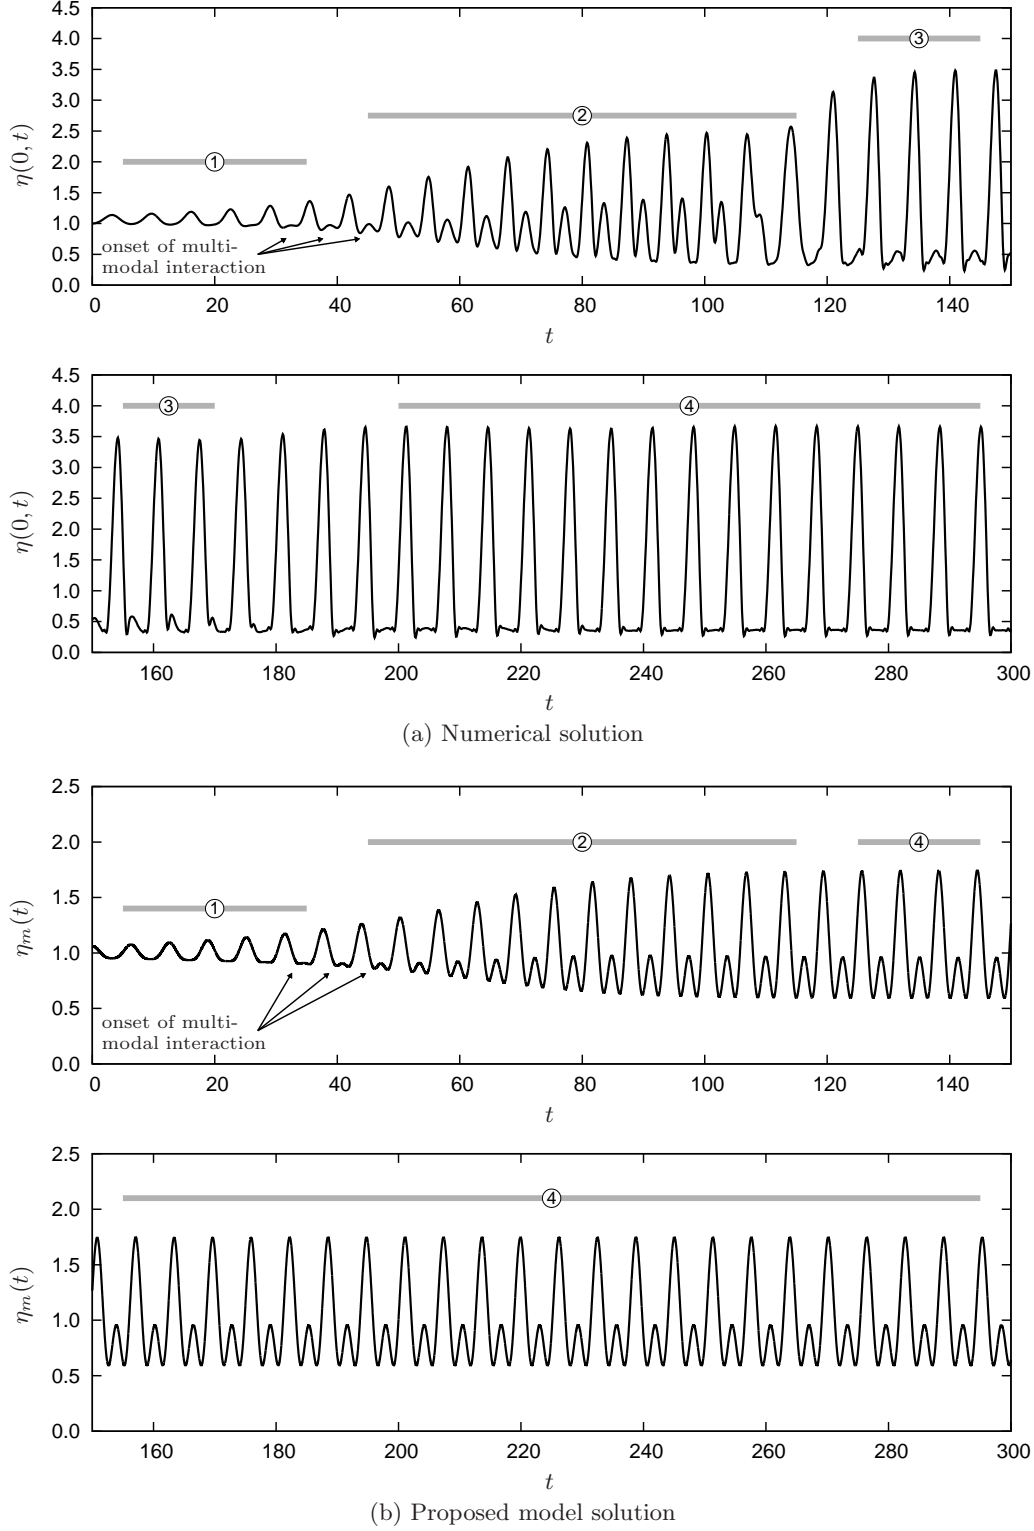 4.5
4.0
3.5
3.0
2.5
2.0
1.5
1.0
0.5
0.0
η(0, t)
① ② ③
onset of multi-
modal interaction
0 20 40 60 80 100 120 140
t
4.5
4.0
3.5
3.0
2.5
2.0
1.5
1.0
0.5
0.0
η(0, t)
③ ④
160 180 200 220 240 260 280 300
t
(a) Numerical solution
2.5
2.0
1.5
1.0
0.5
0.0
ηm(t)
① ② ④
onset of multi-
modal interaction
0 20 40 60 80 100 120 140
t
2.5
2.0
1.5
1.0
0.5
0.0
ηm(t)
④
160 180 200 220 240 260 280 300
t
(b) Proposed model solution